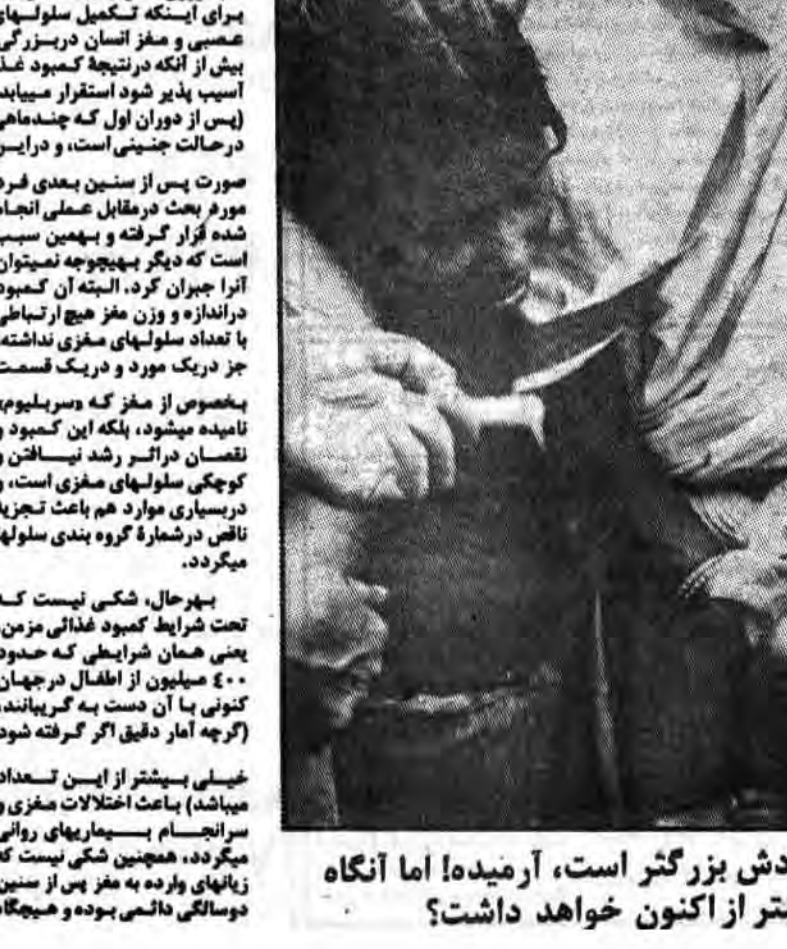 برای اینکه تکمیل سلولهای
عصبی و مغز انسان دربزرگی
بیش از آنکه درنتیجهٔ کمبود غذ
آسیب پذیر شود استقرار مییابد
(پس از دوران اول که چندماهی
درحالت جنینی است، و دراین
صورت پس از سنین بعدی فرد
مورد بحث درمقابل عملی انجام
شده قرار گرفته و بهمین سبب
است که دیگر بهیچوجه نمیتوان
آنرا جبران کرد. البته آن کمبود
دراندازه و وزن مغز هیچ ارتباطی
با تعداد سلولهای مغزی نداشته،
جز دریک مورد و دریک قسمت
بخصوص از مغز که «سربلیوم»
نامیده میشود، بلکه این کمبود و
نقصان دراثر رشد نیافتن و
کوچکی سلولهای مغزی است، و
دربسیاری موارد هم باعث تجزیه
ناقص درشمارهٔ گروه بندی سلولها
میگردد.
بهرحال، شکی نیست که
تحت شرایط کمبود غذائی مزمن،
یعنی همان شرایطی که حدود
۴۰۰ میلیون از اطفال درجهان
کنونی با آن دست به گریبانند،
(گرچه آمار دقیق اگر گرفته شود
خیلی بیشتر از این تعداد
میباشد) باعث اختلالات مغزی و
سرانجام بیماریهای روانی
میگردد، همچنین شکی نیست که
زیانهای وارده به مغز پس از سنین
دوسالگی دائمی بوده و هیچگاه
دش بزرگتر است، آرمیده! اما آنگاه
تر از اکنون خواهد داشت؟